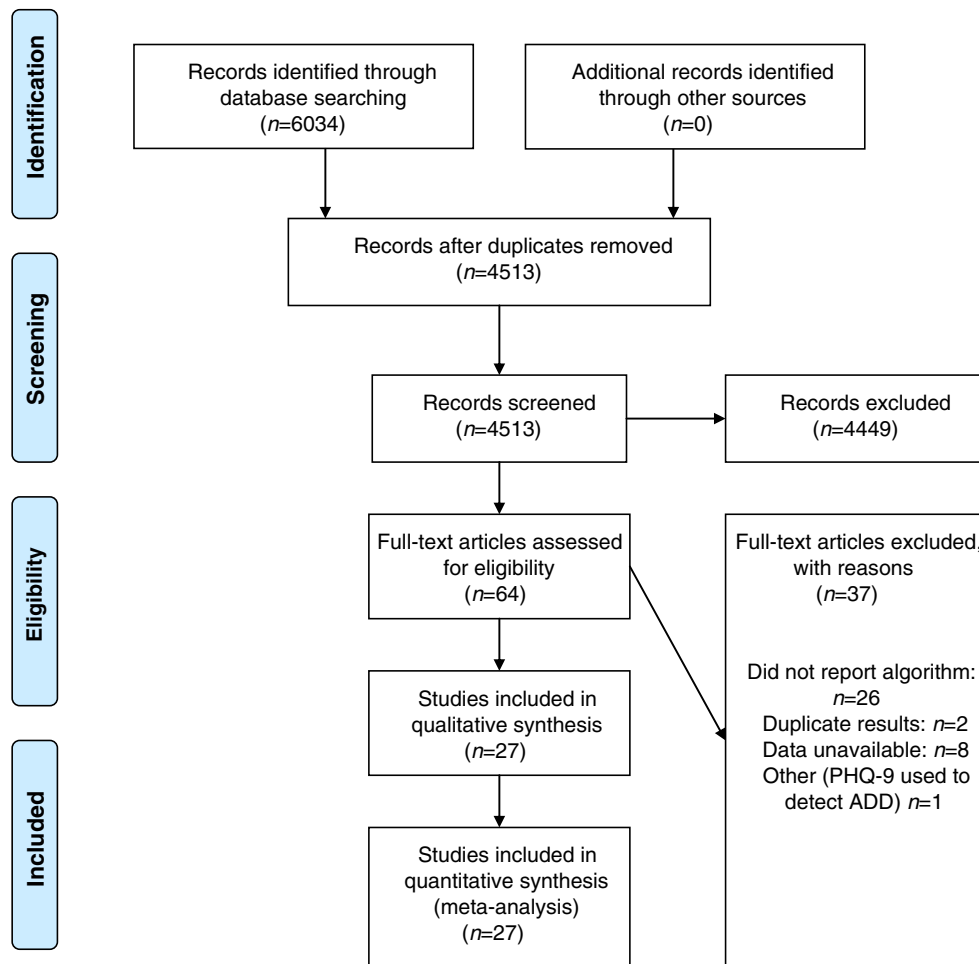 Identification
Records identified through
database searching
(n=6034)
Additional records identified
through other sources
(n=0)
Records after duplicates removed
(n=4513)
Screening
Records screened
(n=4513)
Records excluded
(n=4449)
Eligibility
Full-text articles assessed
for eligibility
(n=64)
Full-text articles excluded,
with reasons
(n=37)
Did not report algorithm:
n=26
Duplicate results: n=2
Data unavailable: n=8
Other (PHQ-9 used to
detect ADD) n=1
Studies included in
qualitative synthesis
(n=27)
Included
Studies included in
quantitative synthesis
(meta-analysis)
(n=27)